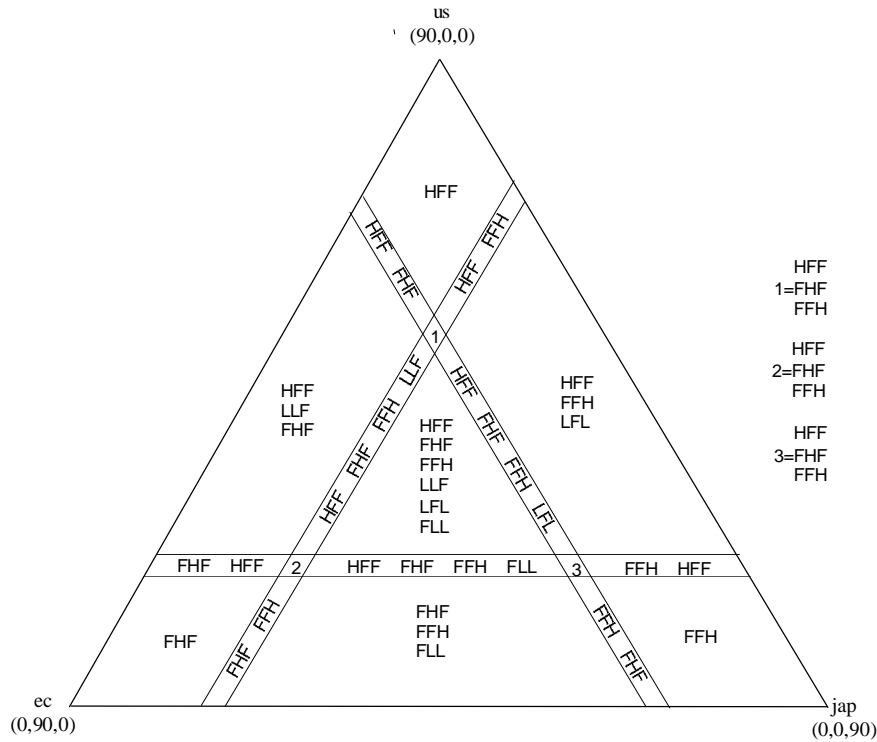 us
(90,0,0)
HFF
HFF FHF
HFF FFH
1
HFF
1=FHF
FFH
HFF
2=FHF
FFH
HFF
3=FHF
FFH
HFF
LLF
FHF
HFF FHF FFH LLF
HFF
FHF
FFH
LLF
LFL
FLL
HFF FHF FFH LFL
HFF
FFH
LFL
FHF HFF 2 HFF FHF FFH FLL 3 FFH HFF
FHF
FHF FFH
FHF
FFH
FLL
FFH FHF
FFH
ec
(0,90,0)
jap
(0,0,90)